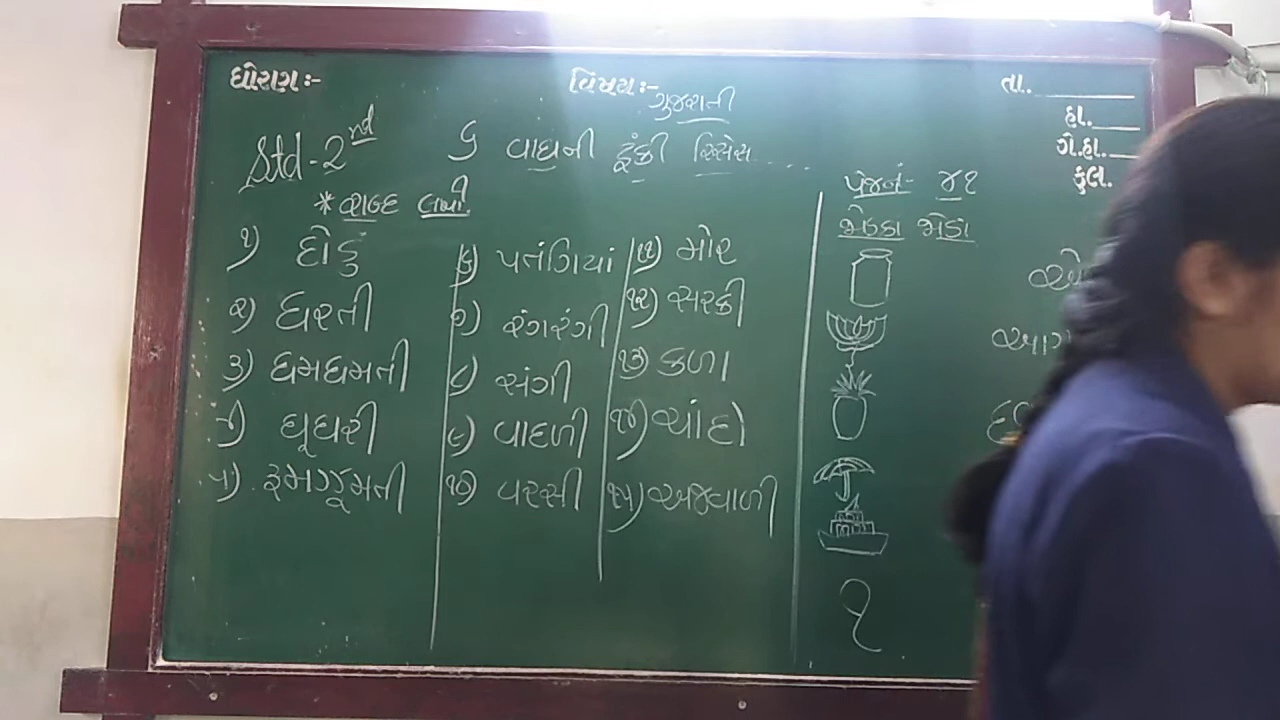 ધોરણ :-
વિષય :- ગુજરાતી
તા.
હા.
ગે.હા.
કુલ.
Std - 2nd
૬ વાઘની ટૂંકી રિસેસ....
* શબ્દ લખો
૧) દોકું
૨) ધરતી
૩) ધમધમતી
૪) ઘૂઘરી
૫) રૂમઝૂમતી
૬) પતંગિયાં
૭) રંગરંગી
૮) સંગી
૯) વાદળી
૧૦) વરસી
૧૧) મોર
૧૨) સરકી
૧૩) કળા
૧૪) ચાંદો
૧૫) અજવાળી
પેજનં- ૪૧
જોડકા જોડો
૧